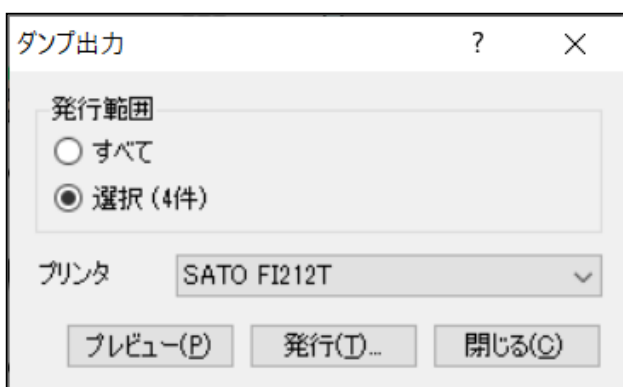 ダンプ出力 ?
発行範囲
すべて
選択 (4件)
プリンタ SATO FI212T
プレビュー(P) 発行(T)... 閉じる(C)